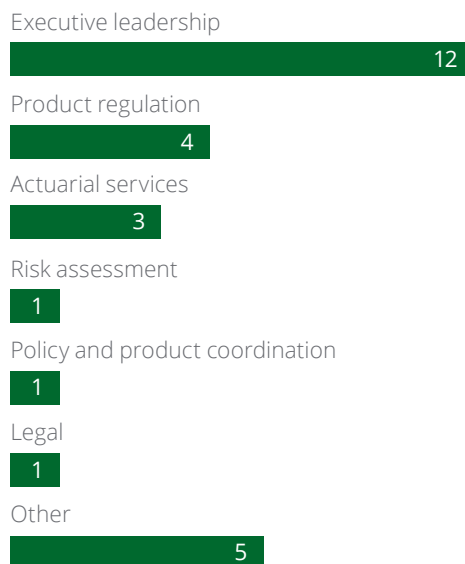 Executive leadership
12
Product regulation
4
Actuarial services
3
Risk assessment
1
Policy and product coordination
1
Legal
1
Other
5